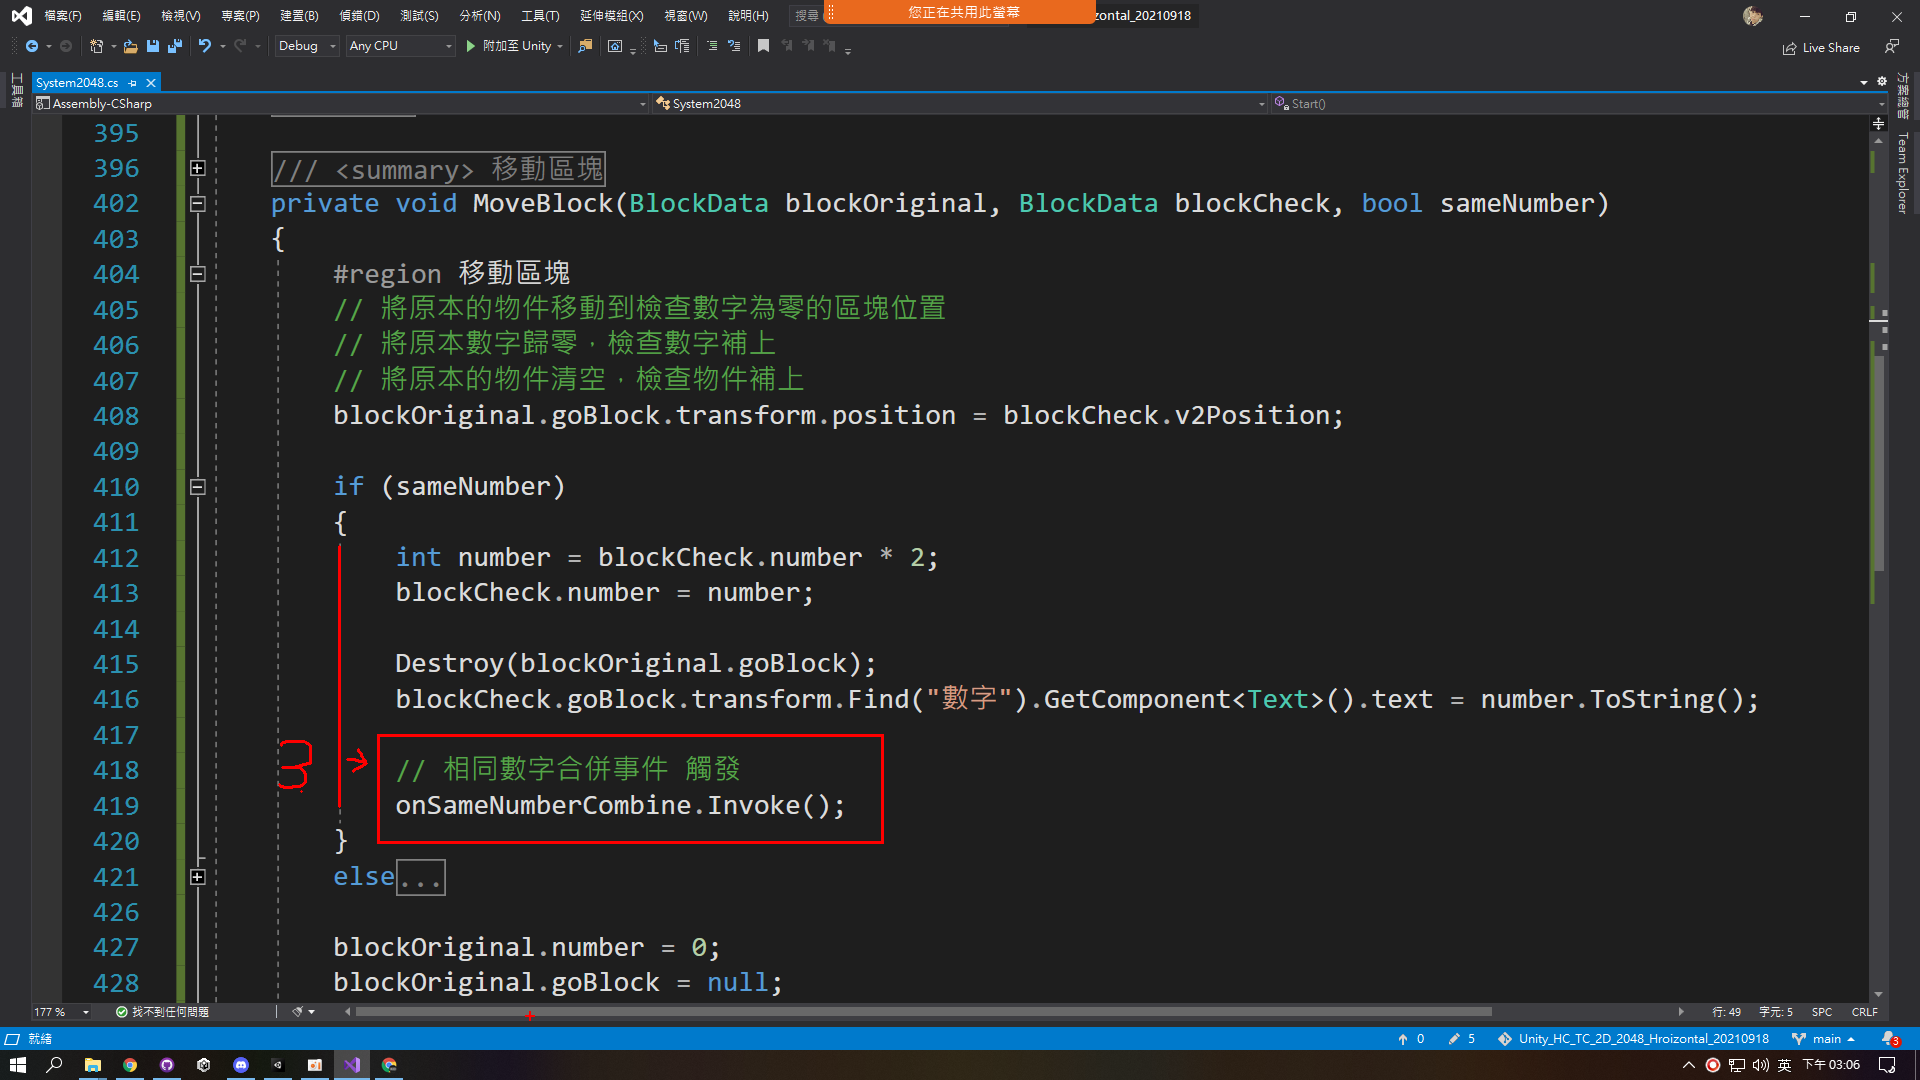 檔案(F) 編輯(E) 檢視(V) 專案(P) 建置(B) 偵錯(D) 測試(S) 分析(N) 工具(T) 延伸模組(X) 視窗(W) 說明(H) 搜尋 您正在共用此螢幕 izontal_20210918
Debug Any CPU 附加至 Unity Live Share
工具箱
System2048.cs
Assembly-CSharp System2048 Start()
方案總管
Team Explorer
395
396 /// <summary> 移動區塊
402 private void MoveBlock(BlockData blockOriginal, BlockData blockCheck, bool sameNumber)
403 {
404 #region 移動區塊
405 // 將原本的物件移動到檢查數字為零的區塊位置
406 // 將原本數字歸零，檢查數字補上
407 // 將原本的物件清空，檢查物件補上
408 blockOriginal.goBlock.transform.position = blockCheck.v2Position;
409
410 if (sameNumber)
411 {
412 int number = blockCheck.number * 2;
413 blockCheck.number = number;
414
415 Destroy(blockOriginal.goBlock);
416 blockCheck.goBlock.transform.Find("數字").GetComponent<Text>().text = number.ToString();
417
3
418 // 相同數字合併事件 觸發
419 onSameNumberCombine.Invoke();
420 }
421 else...
426
427 blockOriginal.number = 0;
428 blockOriginal.goBlock = null;
177 % 找不到任何問題 行: 49 字元: 5 SPC CRLF
就緒 0 5 Unity_HC_TC_2D_2048_Hroizontal_20210918 main 3
英 下午 03:06